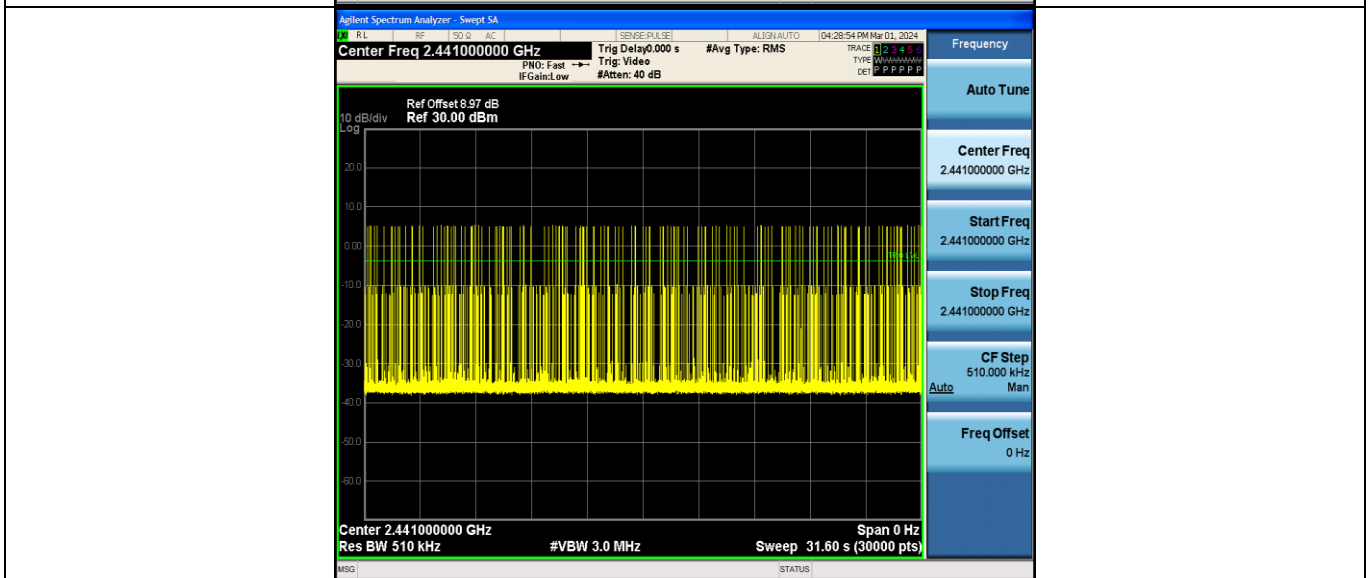 Agilent Spectrum Analyzer - Swept SA
RL RF 50 Ω AC SENSE:PULSE ALIGN AUTO 04:28:54 PM Mar 01, 2024
Center Freq 2.441000000 GHz
PNO: Fast
IFGain:Low
Trig Delay0.000 s
Trig: Video
#Atten: 40 dB
#Avg Type: RMS
TRACE 1 2 3 4 5 6
TYPE WWWWWW
DET P P P P P P
Frequency
Ref Offset 8.97 dB
10 dB/div Ref 30.00 dBm
Log
20.0
10.0
0.00
-10.0
-20.0
-30.0
-40.0
-50.0
-60.0
Center 2.441000000 GHz Span 0 Hz
Res BW 510 kHz #VBW 3.0 MHz Sweep 31.60 s (30000 pts)
MSG STATUS
Auto Tune
Center Freq
2.441000000 GHz
Start Freq
2.441000000 GHz
Stop Freq
2.441000000 GHz
CF Step
510.000 kHz
Auto Man
Freq Offset
0 Hz